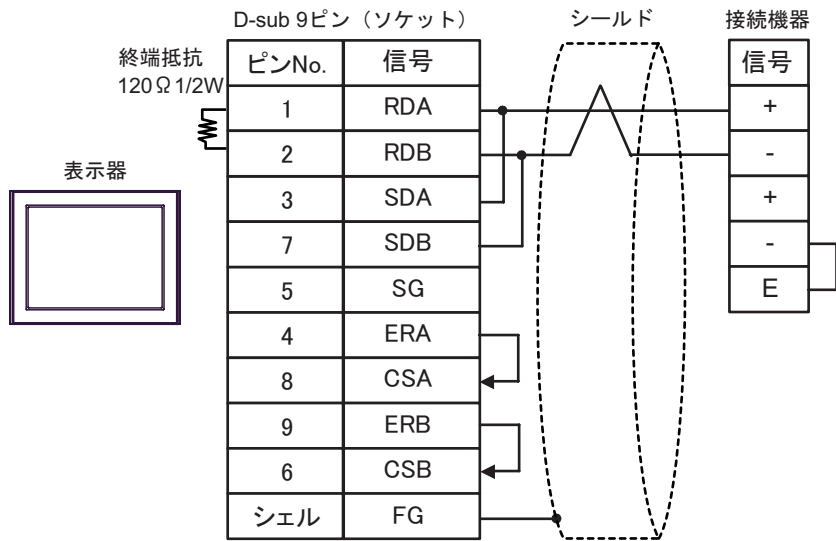 D-sub 9ピン（ソケット）
シールド
接続機器
終端抵抗
120Ω 1/2W
表示器
ピンNo. 信号
1 RDA
2 RDB
3 SDA
7 SDB
5 SG
4 ERA
8 CSA
9 ERB
6 CSB
シェル FG
信号
+
-
+
-
E